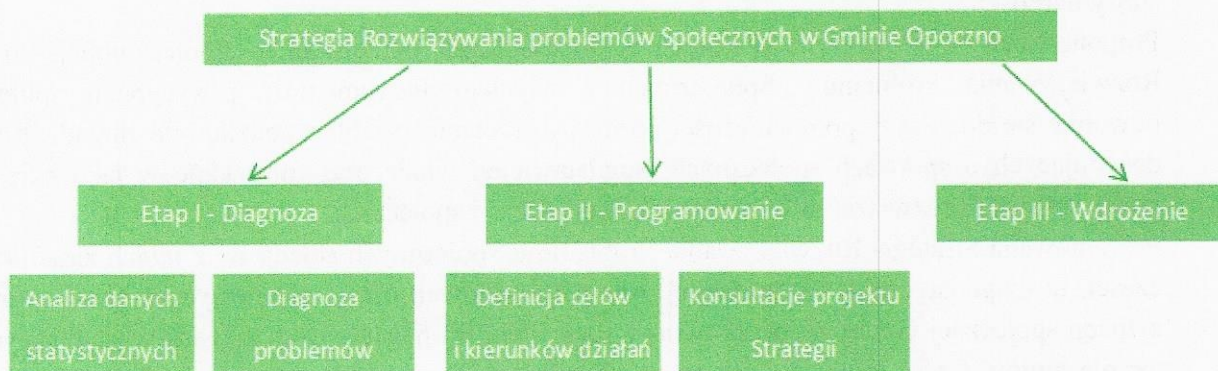 Strategia Rozwiązywania problemów Społecznych w Gminie Opoczno
Etap I - Diagnoza
Etap II - Programowanie
Etap III - Wdrożenie
Analiza danych
statystycznych
Diagnoza
problemów
Definicja celów
i kierunków działań
Konsultacje projektu
Strategii